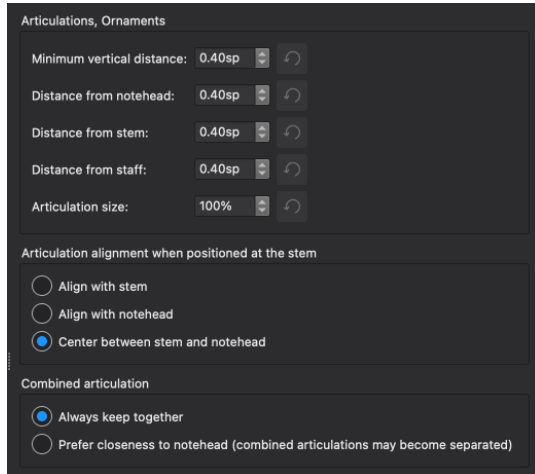 Articulations, Ornaments
Minimum vertical distance: 0.40sp
Distance from notehead: 0.40sp
Distance from stem: 0.40sp
Distance from staff: 0.40sp
Articulation size: 100%
Articulation alignment when positioned at the stem
Align with stem
Align with notehead
Center between stem and notehead
Combined articulation
Always keep together
Prefer closeness to notehead (combined articulations may become separated)